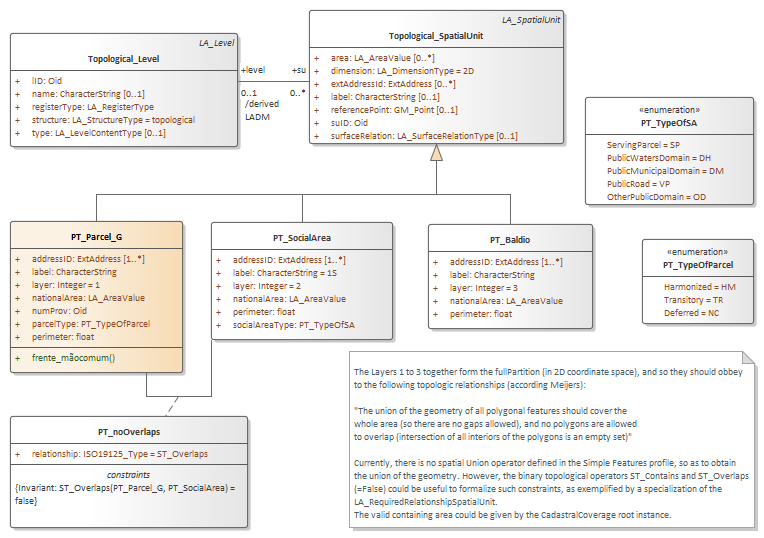 LA_Level
Topological_Level
+ lID: Oid
+ name: CharacterString [0..1]
+ registerType: LA_RegisterType
+ structure: LA_StructureType = topological
+ type: LA_LevelContentType [0..1]
+level +su
0..1 0..*
/derived
LADM
LA_SpatialUnit
Topological_SpatialUnit
+ area: LA_AreaValue [0..*]
+ dimension: LA_DimensionType = 2D
+ extAddressId: ExtAddress [0..*]
+ label: CharacterString [0..1]
+ referencePoint: GM_Point [0..1]
+ suID: Oid
+ surfaceRelation: LA_SurfaceRelationType [0..1]
«enumeration»
PT_TypeOfSA
ServingParcel = SP
PublicWatersDomain = DH
PublicMunicipalDomain = DM
PublicRoad = VP
OtherPublicDomain = OD
PT_Parcel_G
+ addressID: ExtAddress [1..*]
+ label: CharacterString
+ layer: Integer = 1
+ nationalArea: LA_AreaValue
+ numProv: Oid
+ parcelType: PT_TypeOfParcel
+ perimeter: float
+ frente_mãocomum()
PT_SocialArea
+ addressID: ExtAddress [1..*]
+ label: CharacterString = 1S
+ layer: Integer = 2
+ nationalArea: LA_AreaValue
+ perimeter: float
+ socialAreaType: PT_TypeOfSA
PT_Baldio
+ addressID: ExtAddress [1..*]
+ label: CharacterString
+ layer: Integer = 3
+ nationalArea: LA_AreaValue
+ perimeter: float
«enumeration»
PT_TypeOfParcel
Harmonized = HM
Transitory = TR
Deferred = NC
PT_noOverlaps
+ relationship: ISO19125_Type = ST_Overlaps
constraints
{Invariant: ST_Overlaps(PT_Parcel_G, PT_SocialArea) =
false}
The Layers 1 to 3 together form the fullPartition (in 2D coordinate space), and so they should obbey
to the following topologic relationships (according Meijers):
"The union of the geometry of all polygonal features should cover the
whole area (so there are no gaps allowed), and no polygons are allowed
to overlap (intersection of all interiors of the polygons is an empty set)"
Currently, there is no spatial Union operator defined in the Simple Features profile, so as to obtain
the union of the geometry. However, the binary topological operators ST_Contains and ST_Overlaps
(=False) could be useful to formalize such constraints, as exemplified by a specialization of the
LA_RequiredRelationshipSpatialUnit.
The valid containing area could be given by the CadastralCoverage root instance.